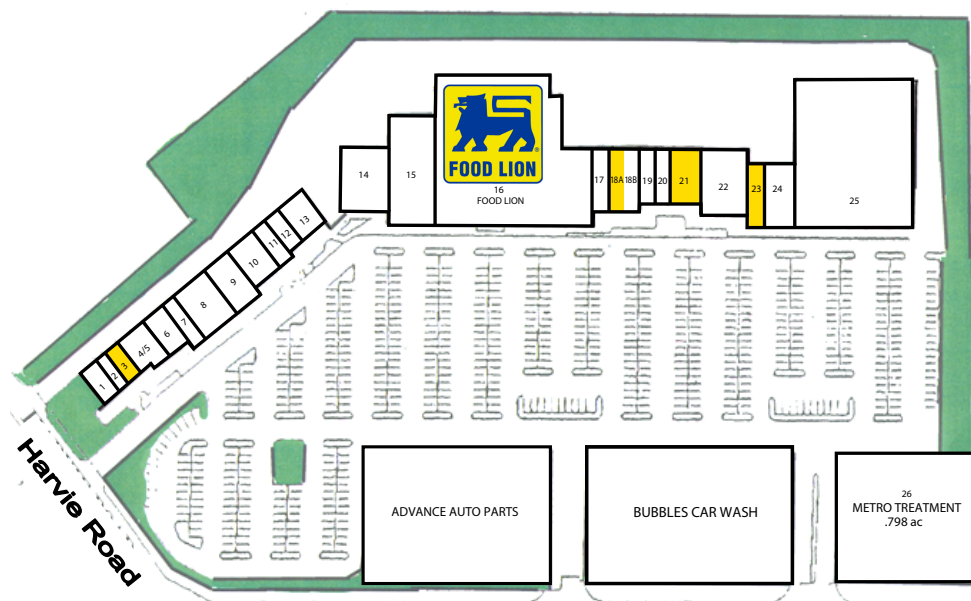 FOOD LION
14
15
16
FOOD LION
17
18A
18B
19
20
21
22
23
24
25
1
2
3
4/5
6
7
8
9
10
11
12
13
ADVANCE AUTO PARTS
BUBBLES CAR WASH
26
METRO TREATMENT
.798 ac
Harvie Road